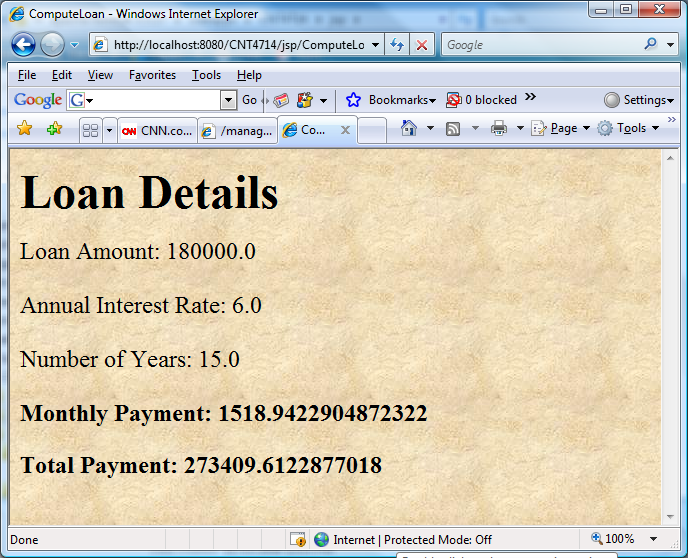 ComputeLoan - Windows Internet Explorer
http://localhost:8080/CNT4714/jsp/ComputeLo
Google
File Edit View Favorites Tools Help
Google G Go Bookmarks 0 blocked » Settings
CNN.co... /manag... Co... Page Tools »
Loan Details
Loan Amount: 180000.0
Annual Interest Rate: 6.0
Number of Years: 15.0
Monthly Payment: 1518.9422904872322
Total Payment: 273409.6122877018
Done Internet | Protected Mode: Off 100%